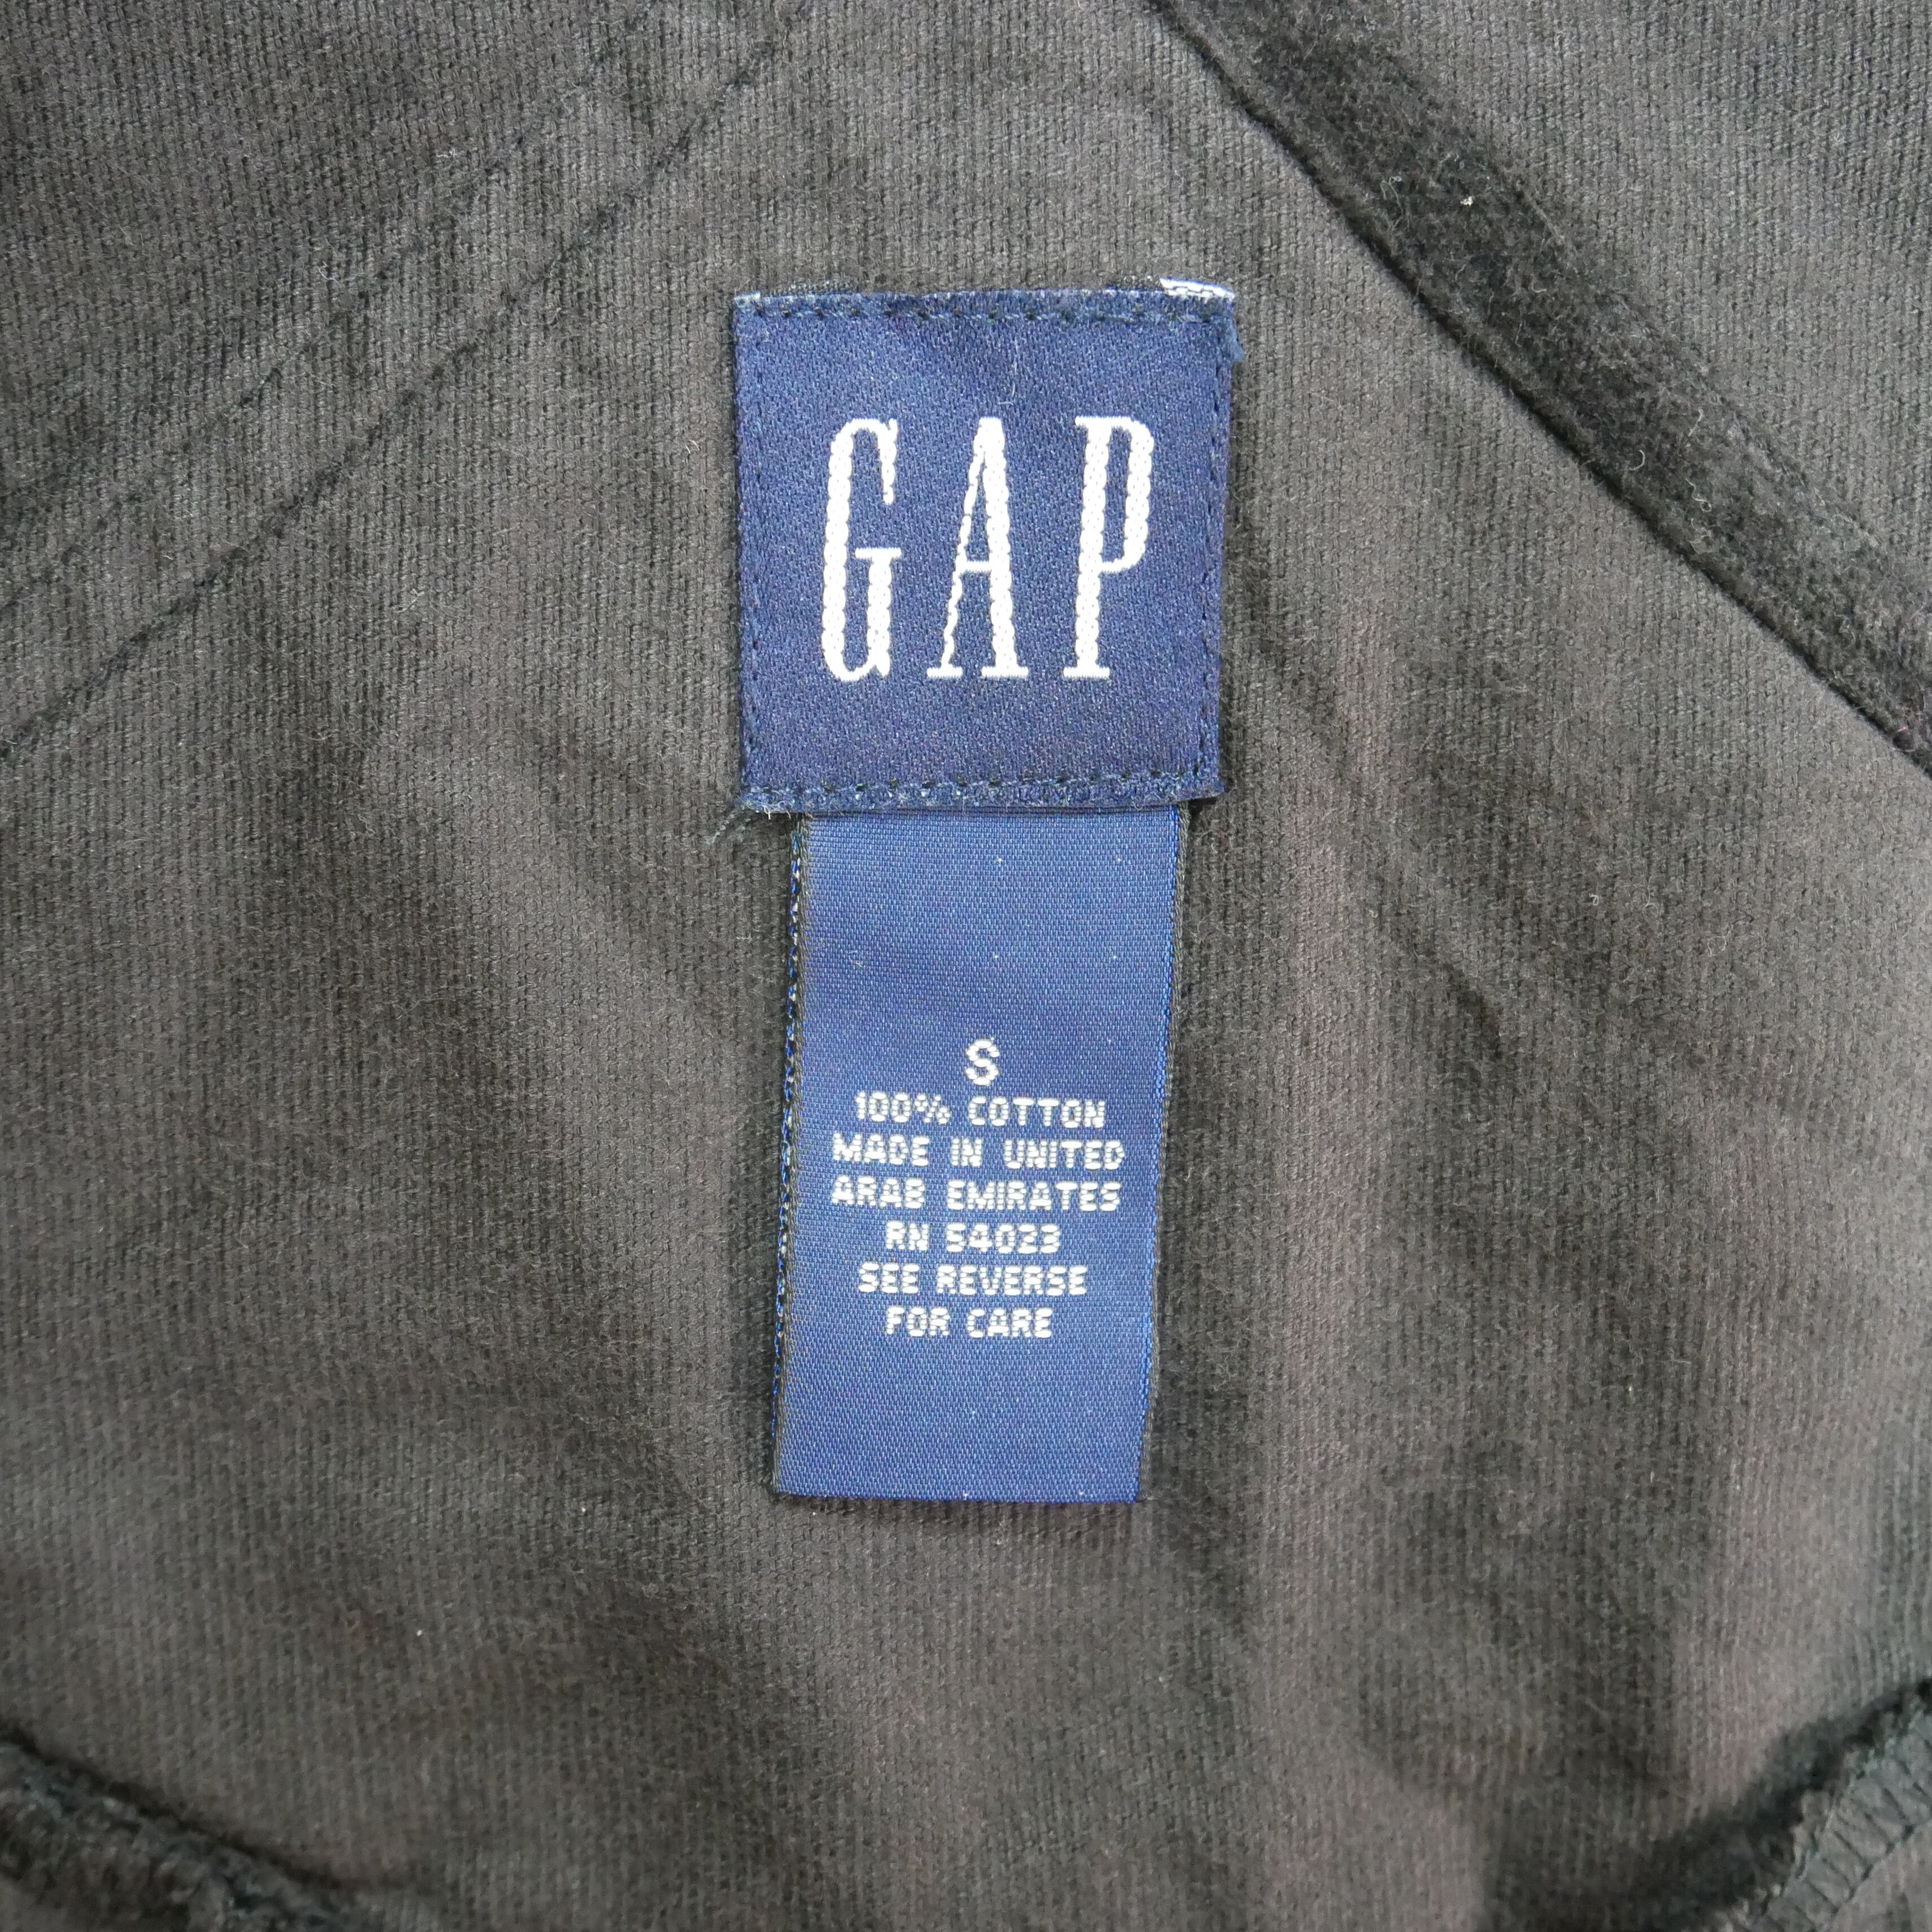 GAP
S
100% COTTON
MADE IN UNITED
ARAB EMIRATES
RN 54023
SEE REVERSE
FOR CARE